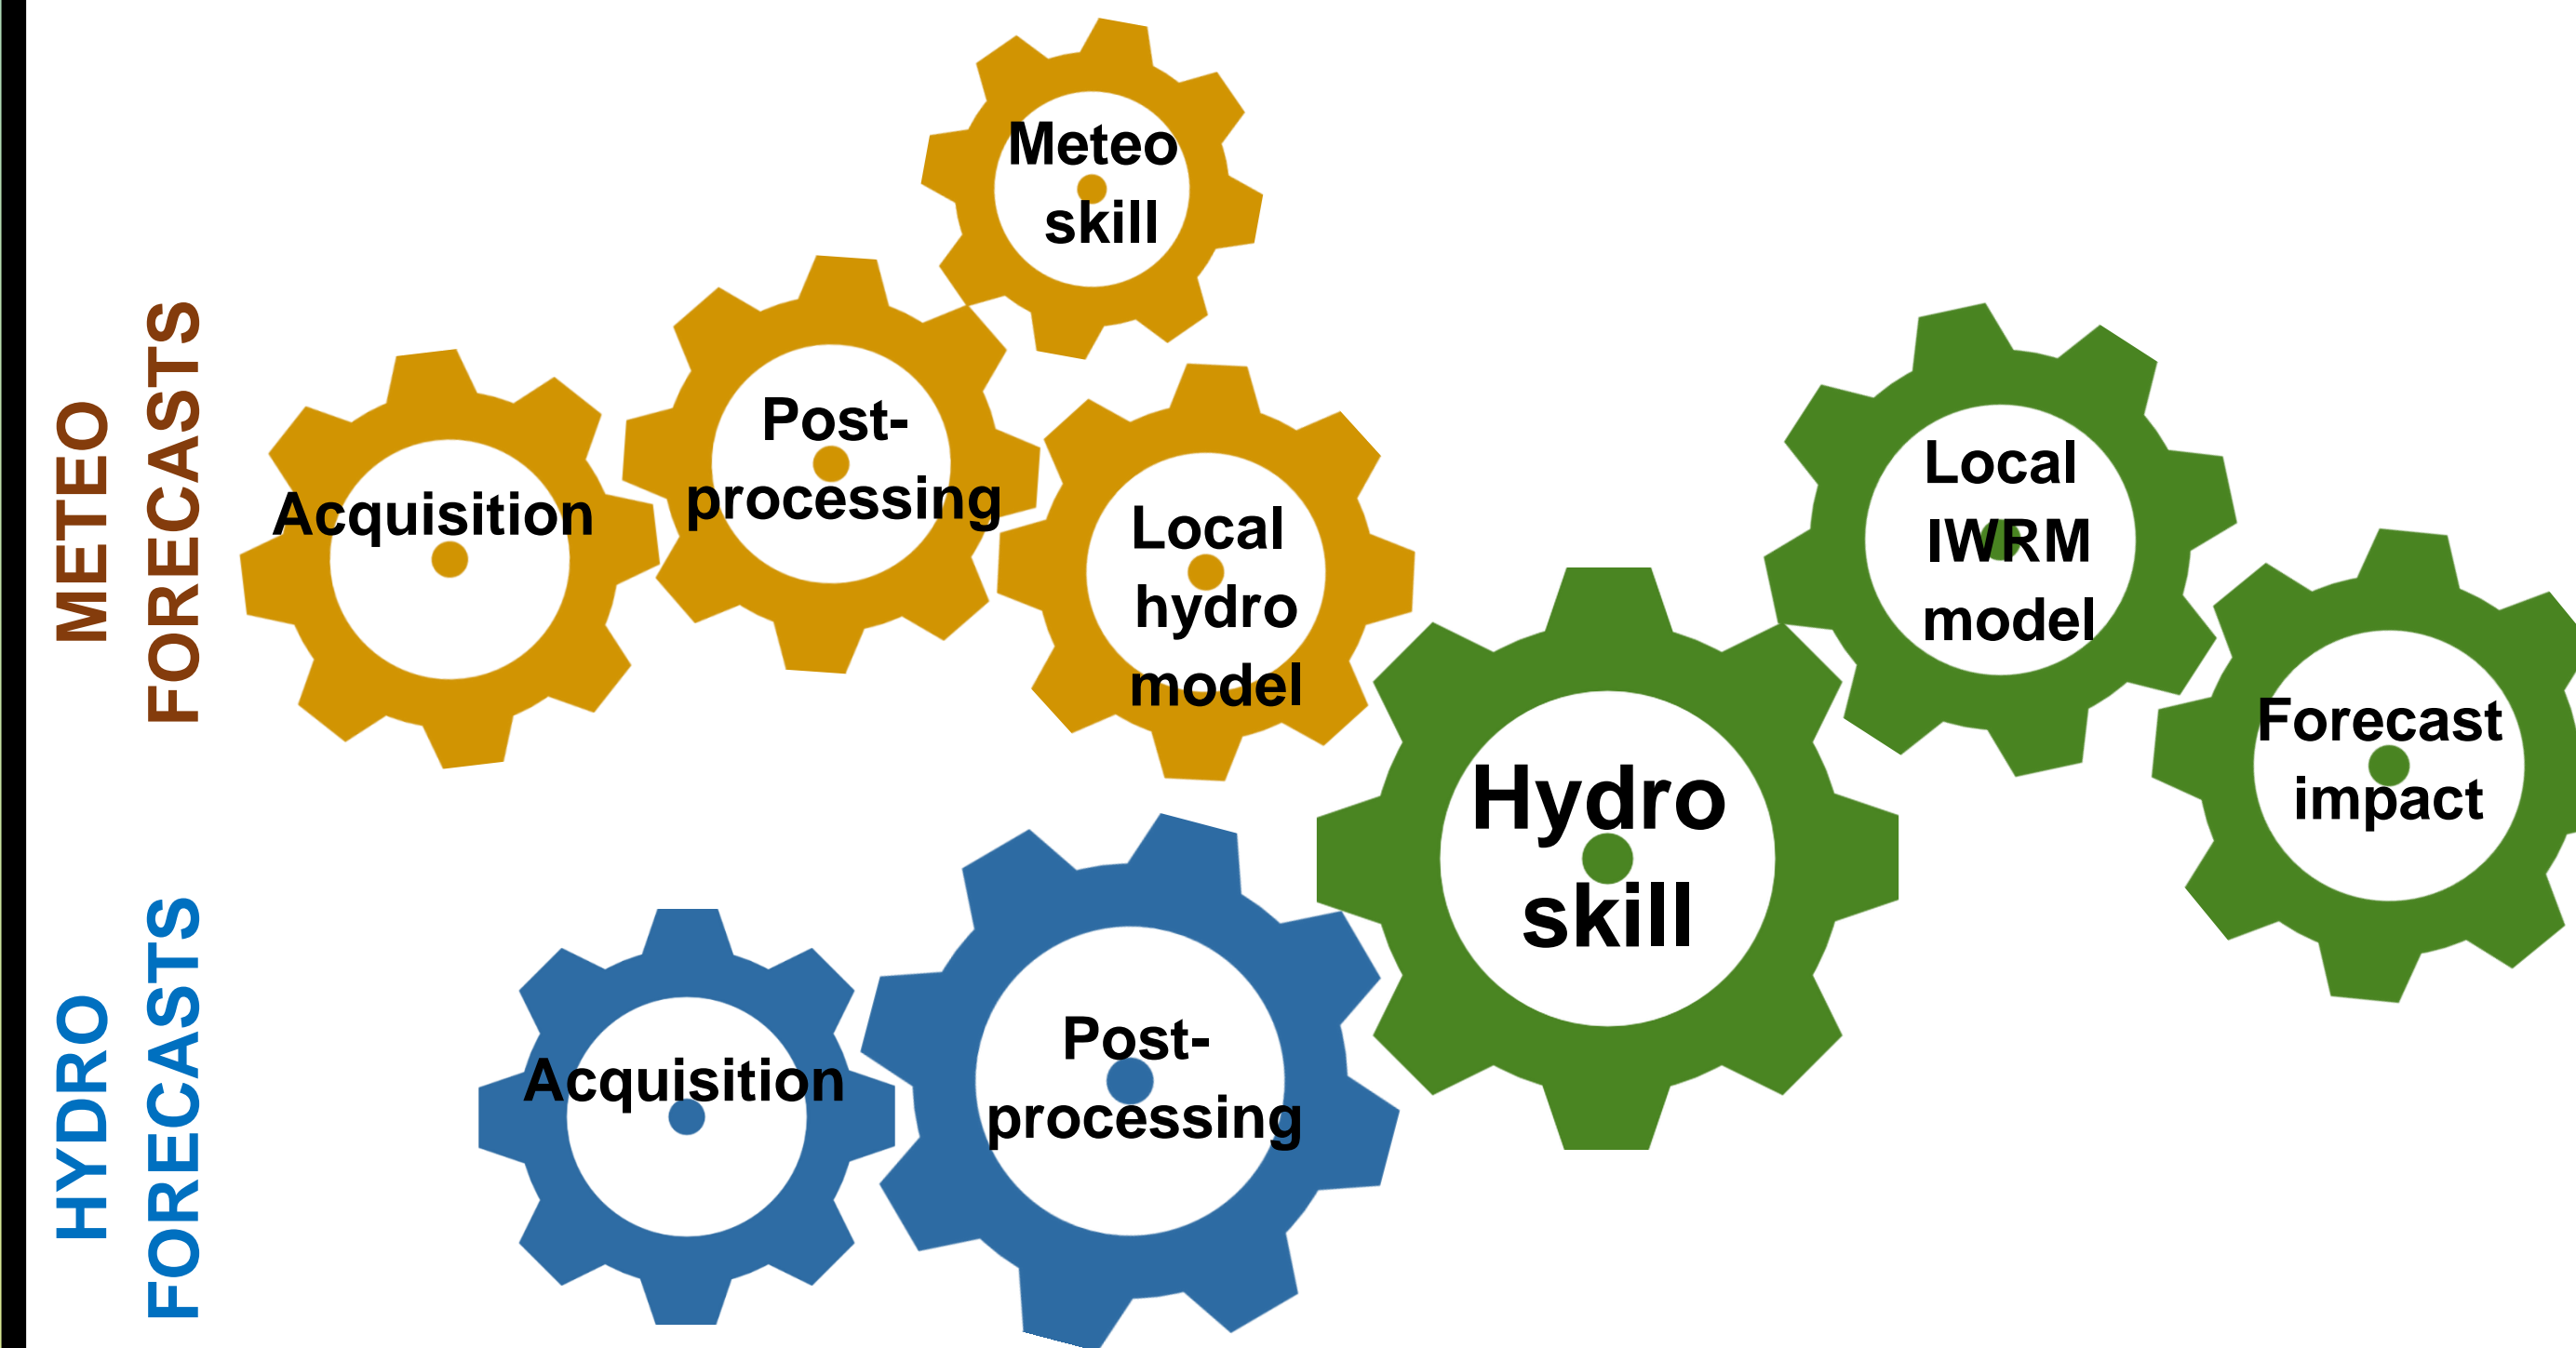 METEO
FORECASTS
Meteo
skill
Acquisition
Post-
processing
Local
hydro
model
Local
IWRM
model
Forecast
impact
Hydro
skill
HYDRO
FORECASTS
Acquisition
Post-
processing